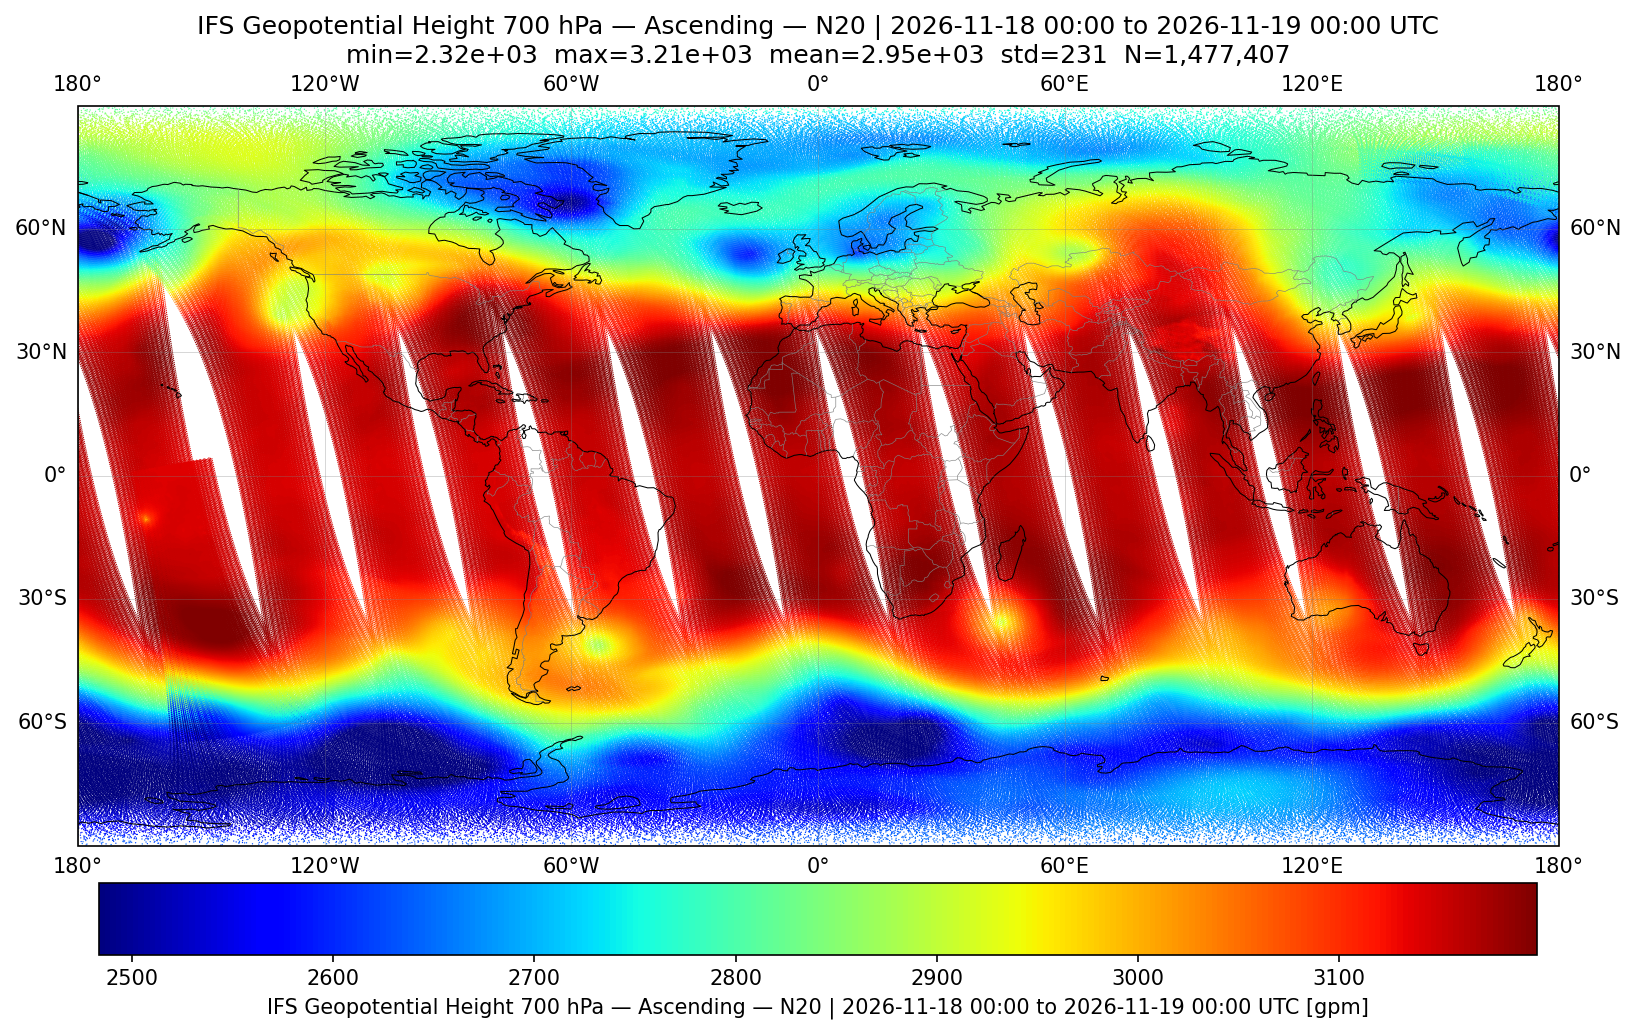 IFS Geopotential Height 700 hPa — Ascending — N20 | 2026-11-18 00:00 to 2026-11-19 00:00 UTC
min=2.32e+03 max=3.21e+03 mean=2.95e+03 std=231 N=1,477,407
180° 120°W 60°W 0° 60°E 120°E 180°
60°N 60°N
30°N 30°N
0° 0°
30°S 30°S
60°S 60°S
180° 120°W 60°W 0° 60°E 120°E 180°
2500 2600 2700 2800 2900 3000 3100
IFS Geopotential Height 700 hPa — Ascending — N20 | 2026-11-18 00:00 to 2026-11-19 00:00 UTC [gpm]